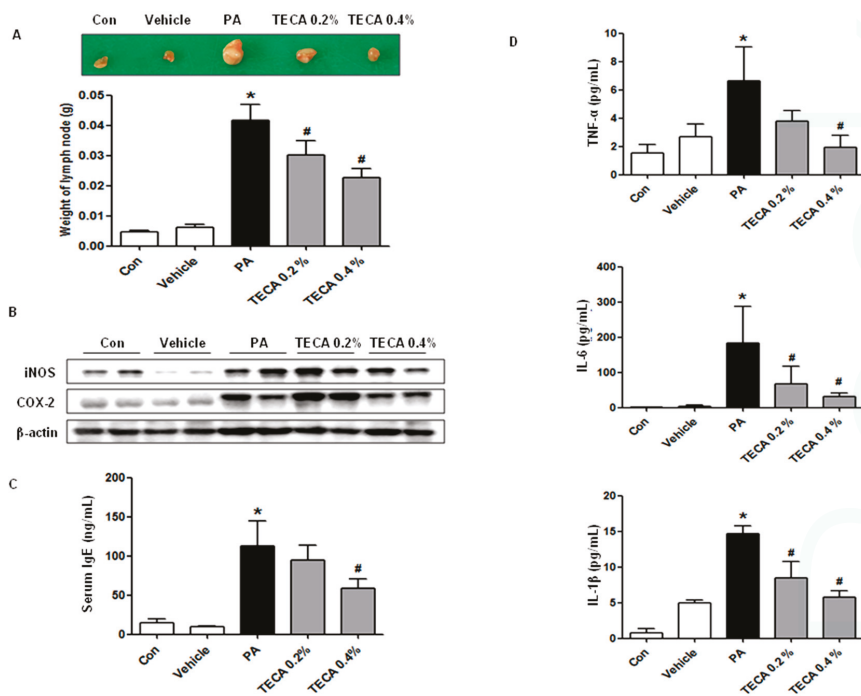 A
Con Vehicle PA TECA 0.2% TECA 0.4%
Weight of lymph node (g)
0.05
0.04
0.03
0.02
0.01
0.00
*
#
#
Con Vehicle PA TECA 0.2 % TECA 0.4 %
B
Con Vehicle PA TECA 0.2% TECA 0.4%
iNOS
COX-2
β-actin
C
Serum IgE (ng/mL)
200
150
100
50
0
*
#
Con Vehicle PA TECA 0.2% TECA 0.4%
D
TNF-α (pg/mL)
10
8
6
4
2
0
*
#
Con Vehicle PA TECA 0.2% TECA 0.4%
IL-6 (pg/mL)
400
300
200
100
0
*
#
#
Con Vehicle PA TECA 0.2 % TECA 0.4 %
IL-1β (pg/mL)
20
15
10
5
0
*
#
#
Con Vehicle PA TECA 0.2 % TECA 0.4 %